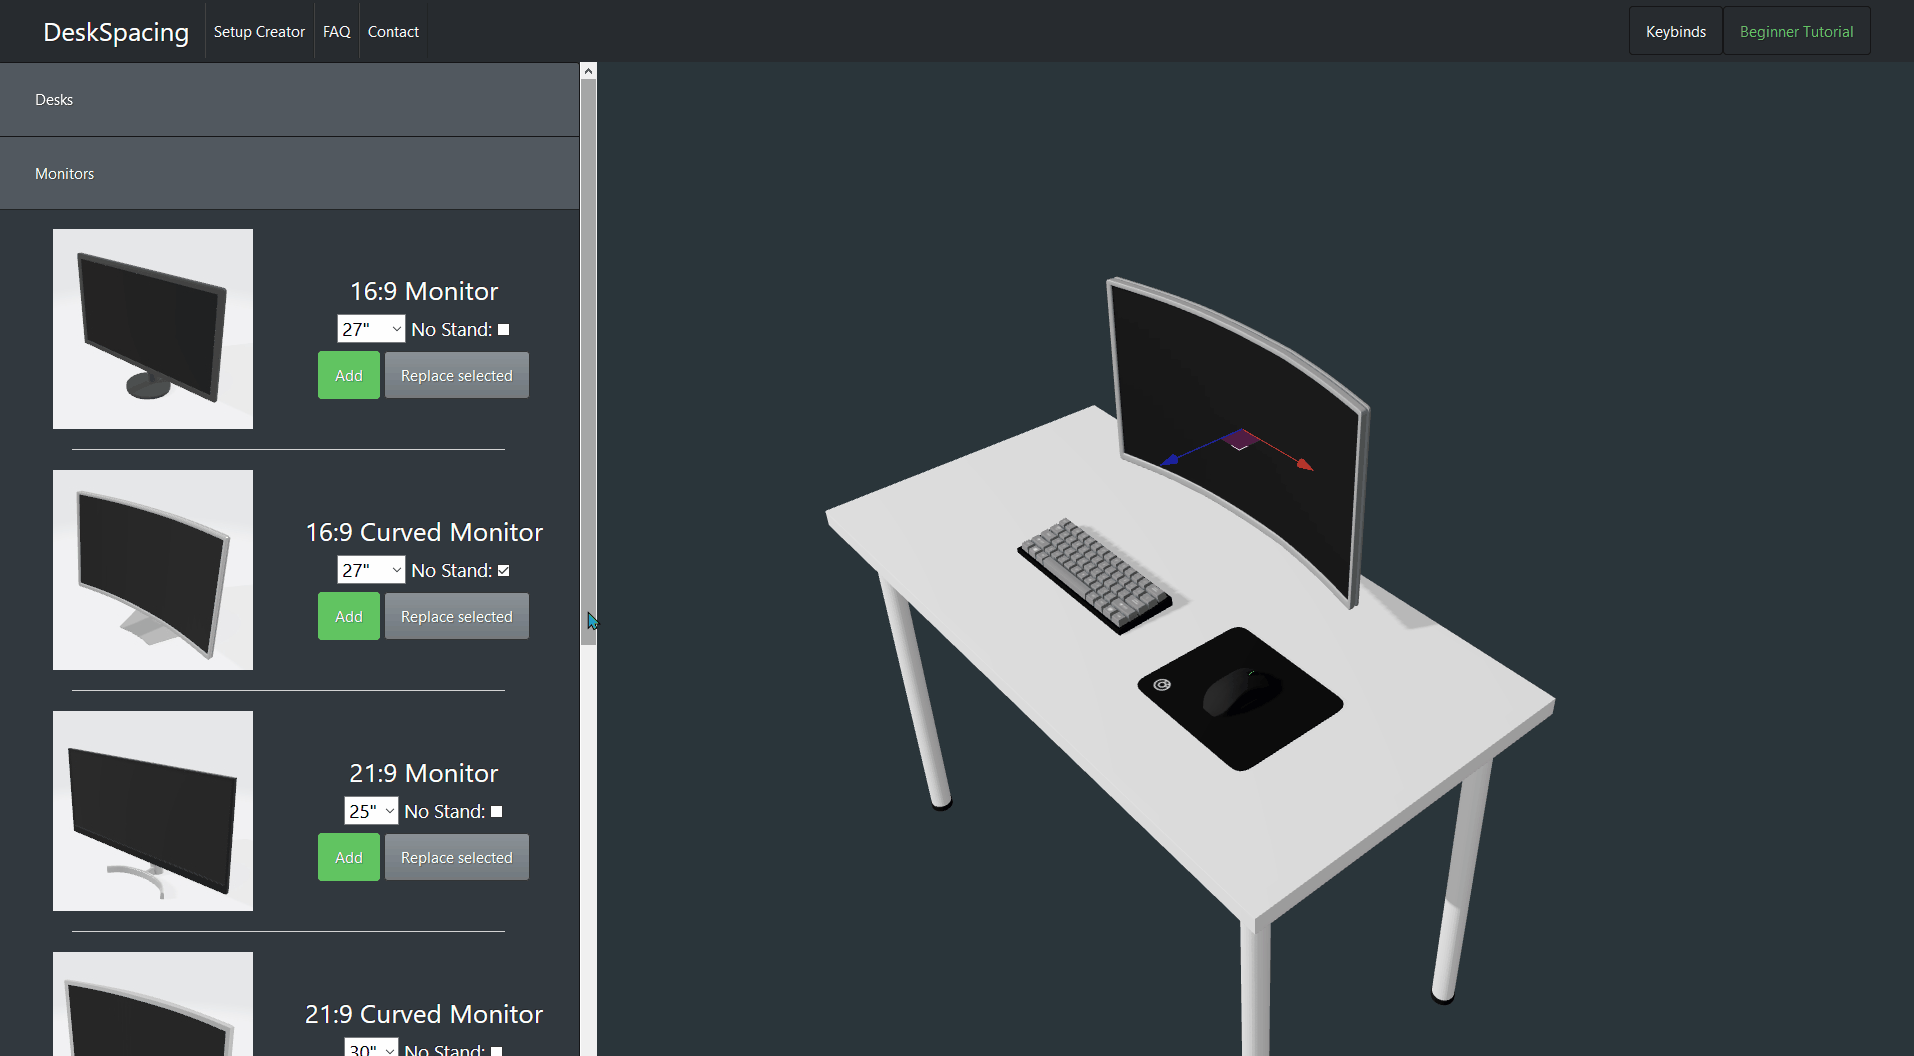 DeskSpacing
Setup Creator
FAQ
Contact
Keybinds
Beginner Tutorial
Desks
Monitors
16:9 Monitor
27" No Stand:
Add Replace selected
16:9 Curved Monitor
27" No Stand:
Add Replace selected
21:9 Monitor
25" No Stand:
Add Replace selected
21:9 Curved Monitor
30" No Stand: